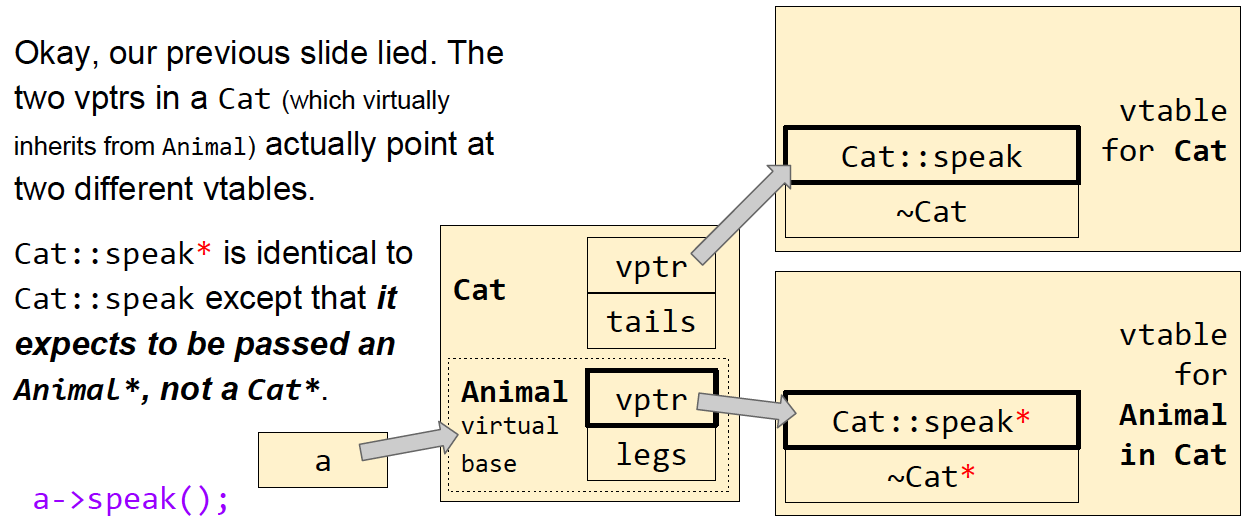 Okay, our previous slide lied. The
two vptrs in a Cat (which virtually
inherits from Animal) actually point at
two different vtables.
Cat::speak* is identical to
Cat::speak except that it
expects to be passed an
Animal*, not a Cat*.
a->speak();
a
Cat
vptr
tails
Animal
virtual
base
vptr
legs
Cat::speak
~Cat
vtable
for Cat
Cat::speak*
~Cat*
vtable
for
Animal
in Cat